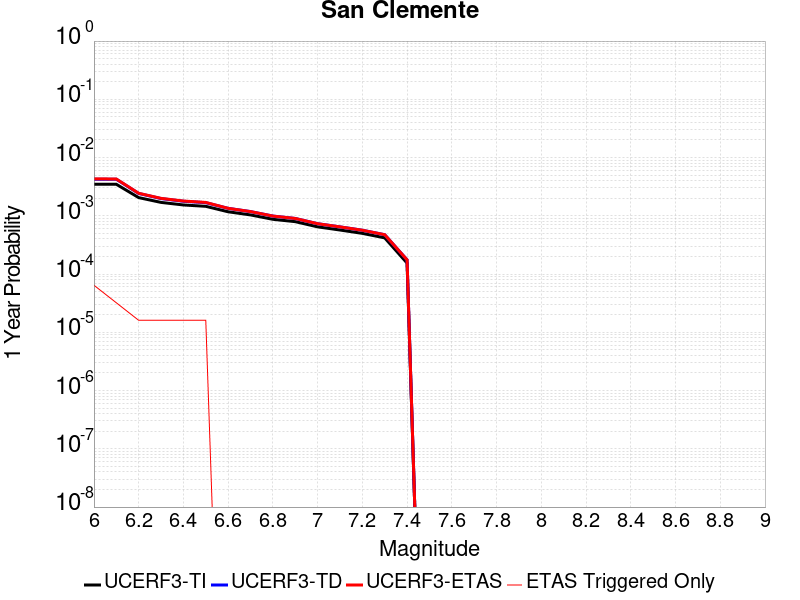 San Clemente
1 Year Probability
10^0
10^-1
10^-2
10^-3
10^-4
10^-5
10^-6
10^-7
10^-8
6 6.2 6.4 6.6 6.8 7 7.2 7.4 7.6 7.8 8 8.2 8.4 8.6 8.8 9
Magnitude
UCERF3-TI UCERF3-TD UCERF3-ETAS ETAS Triggered Only